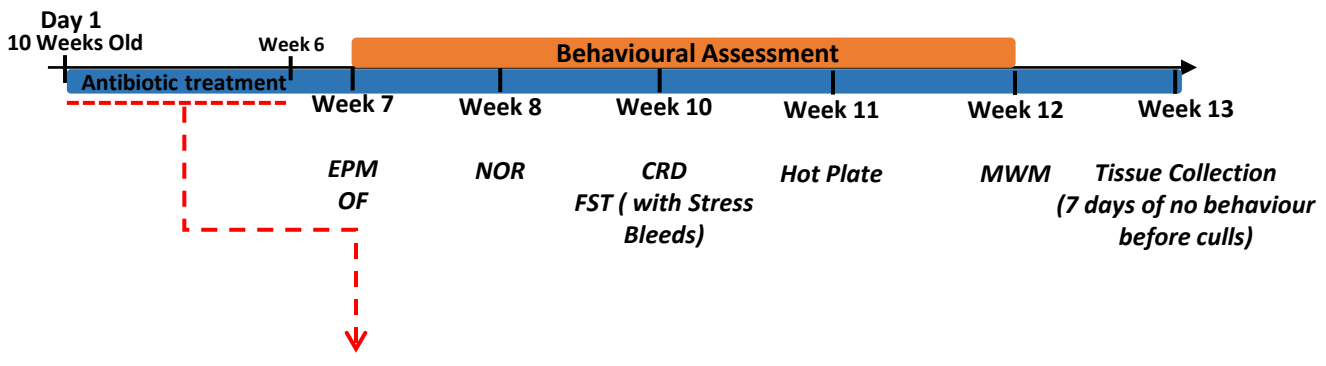 Day 1
10 Weeks Old
Week 6
Behavioural Assessment
Antibiotic treatment
Week 7
Week 8
Week 10
Week 11
Week 12
Week 13
EPM
OF
NOR
CRD
FST ( with Stress
Bleeds)
Hot Plate
MWM
Tissue Collection
(7 days of no behaviour
before culls)